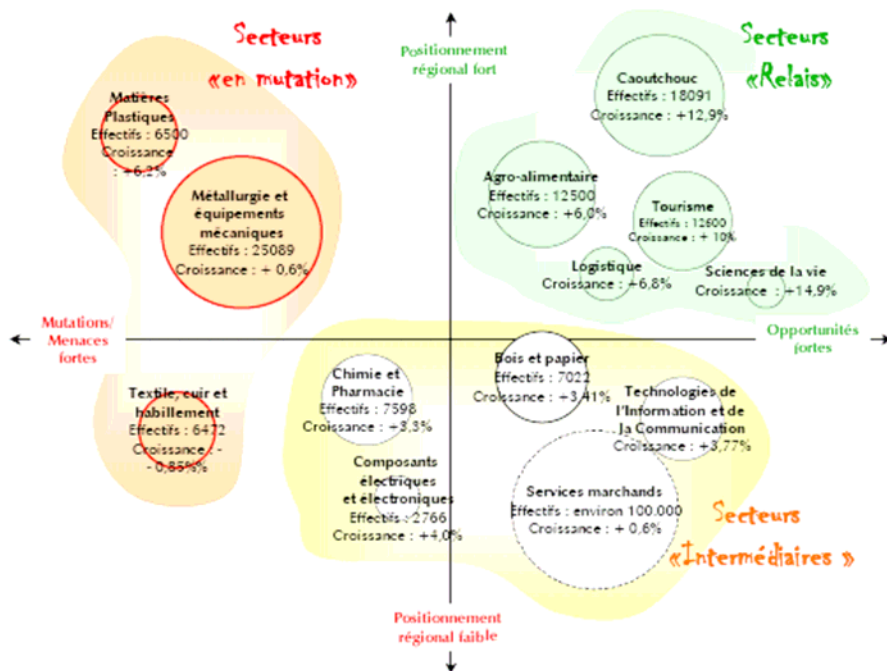 Secteurs
«en mutation»
Positionnement
régional fort
Secteurs
«Relais»
Matières
Plastiques
Effectifs : 6500
Croissance
: +6,2%
Métallurgie et
équipements
mécaniques
Effectifs : 25089
Croissance : + 0,6%
Caoutchouc
Effectifs : 18091
Croissance : +12,9%
Agro-alimentaire
Effectifs : 12500
Croissance : +6,0%
Tourisme
Effectifs : 12600
Croissance : + 10%
Logistique
Croissance : +6,8%
Sciences de la vie
Croissance : +14,9%
Mutations/
Menaces
fortes
Opportunités
fortes
Textile, cuir et
habillement
Effectifs : 6472
Croissance : -
- 0,85%%
Chimie et
Pharmacie
Effectifs : 7598
Croissance : +3,3%
Composants
électriques
et électroniques
Effectifs : 2766
Croissance : +4,0%
Bois et papier
Effectifs : 7022
Croissance : +3,41%
Technologies de
l'Information et de
la Communication
Croissance : +3,77%
Services marchands
Effectifs : environ 100.000
Croissance : + 0,6%
Secteurs
«Intermédiaires »
Positionnement
régional faible